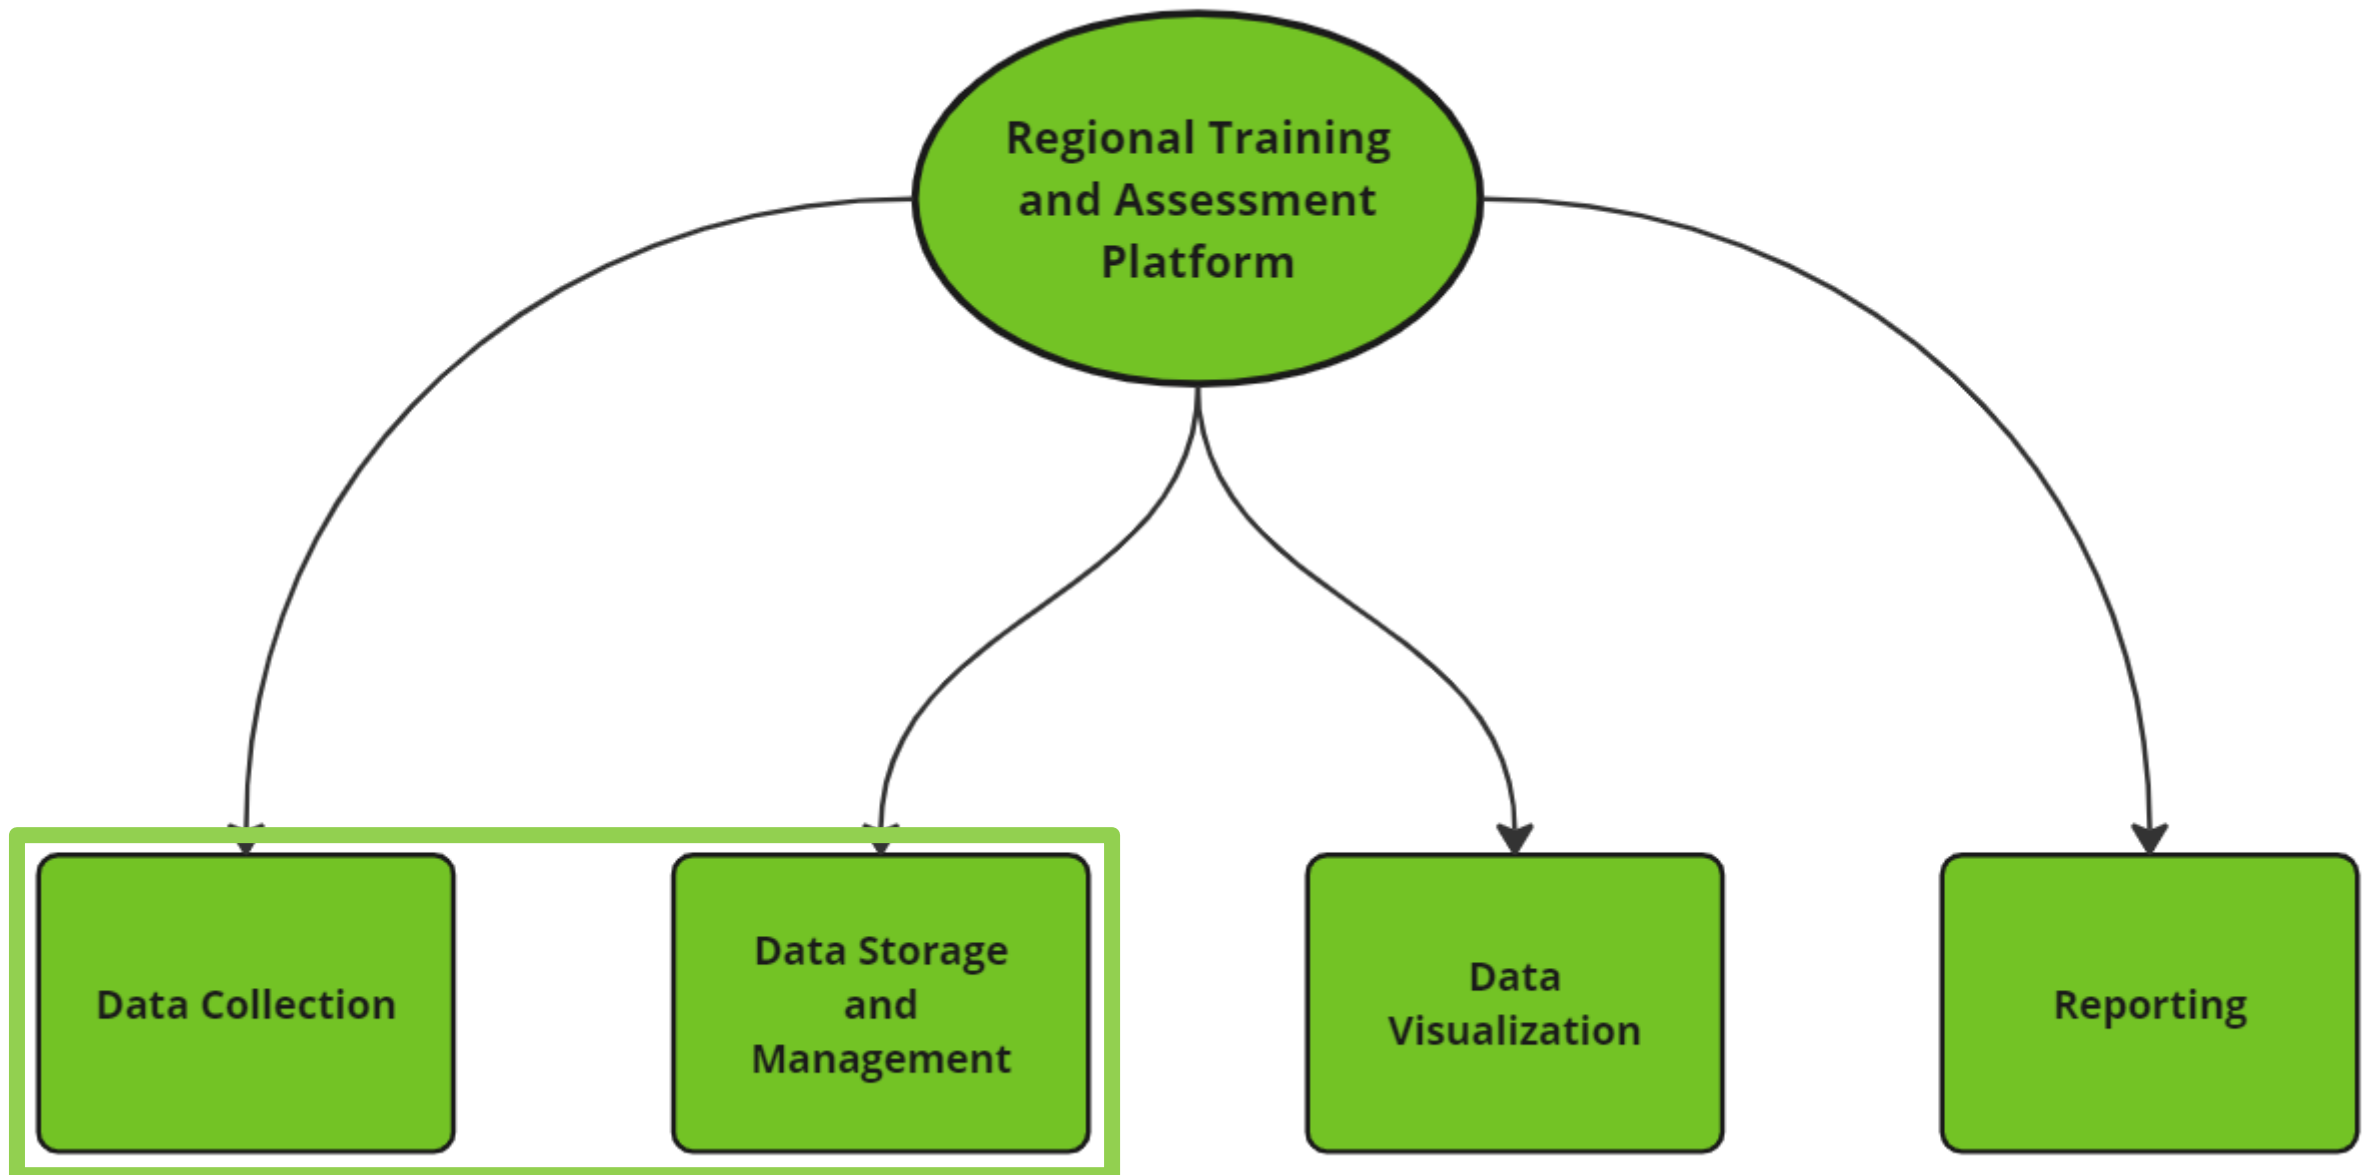 Regional Training
and Assessment
Platform
Data Collection
Data Storage
and
Management
Data
Visualization
Reporting